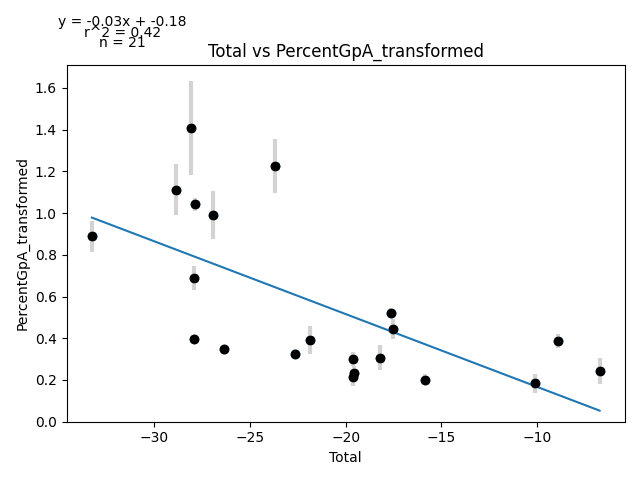 y = -0.03x + -0.18
r^2 = 0.42
n = 21
Total vs PercentGpA_transformed
PercentGpA_transformed
1.6
1.4
1.2
1.0
0.8
0.6
0.4
0.2
0.0
−30
−25
−20
−15
−10
Total